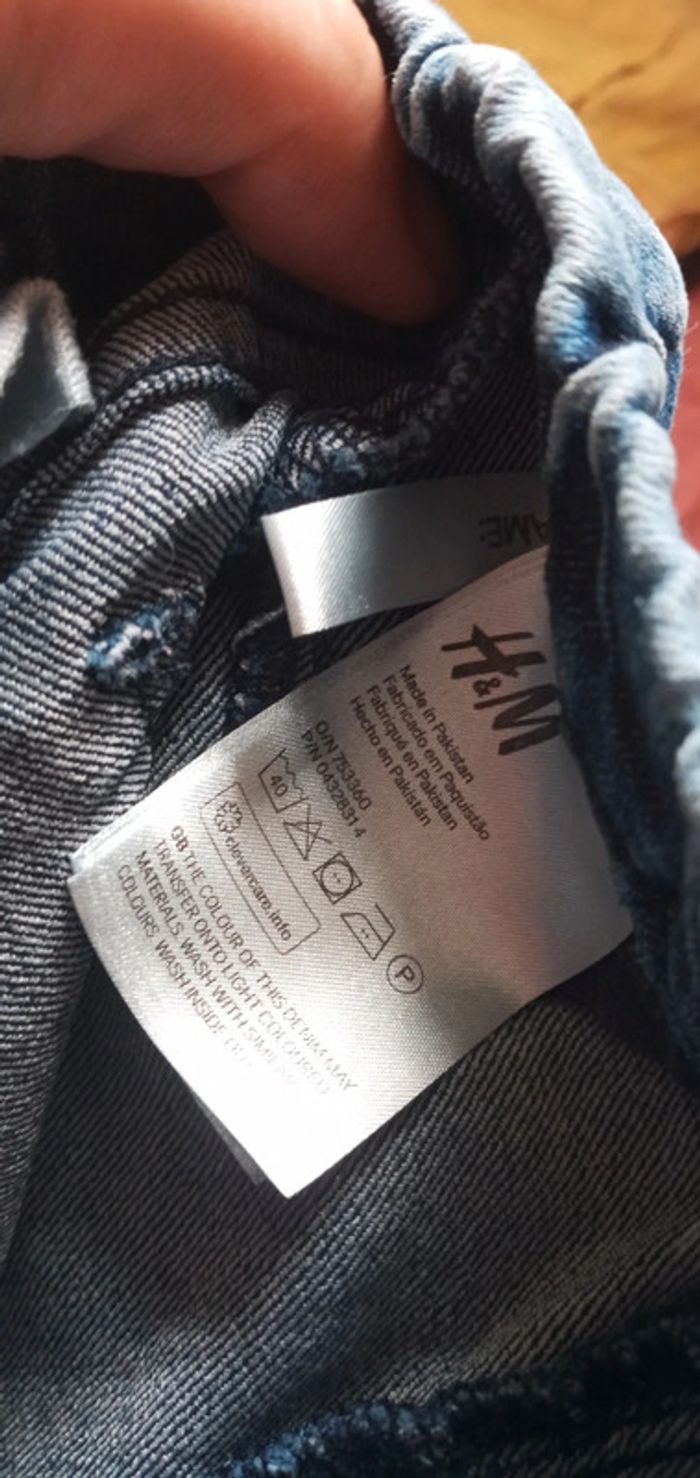 AME:
H&M
Made in Pakistan
Fabricado em Paquistão
Fabriqué en Pakistan
Hecho en Pakistán
O/N 753360
P/N 0432831 4
40
P
clevercare.info
GB THE COLOUR OF THIS DENIM MAY
TRANSFER ONTO LIGHT COLOURED
MATERIALS. WASH WITH SIMILAR
COLOURS. WASH INSIDE OUT